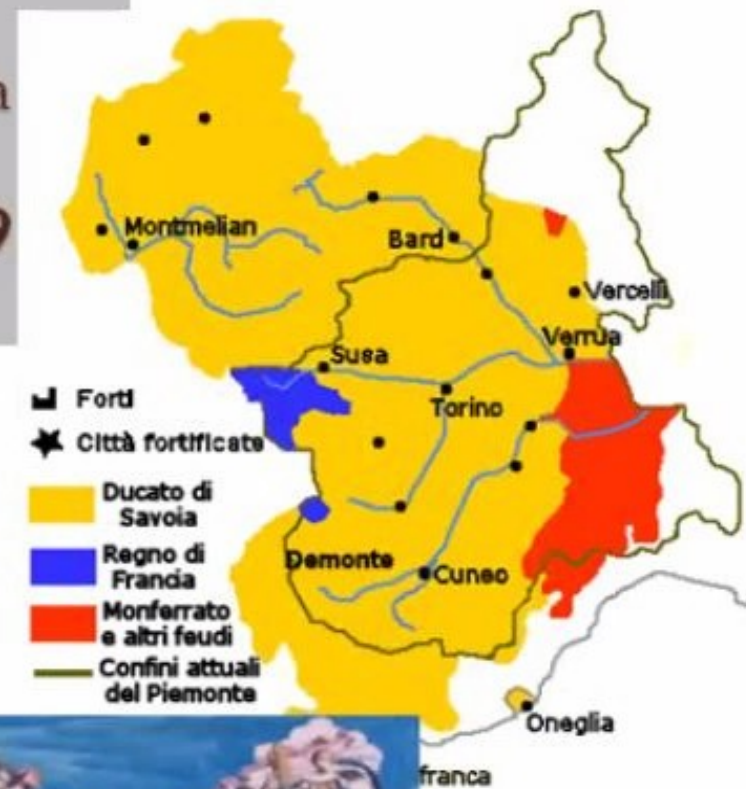 Montmelian
Bard
Vercelli
Verrua
Susa
Torino
Forti
Città fortificate
Ducato di
Savoia
Regno di
Francia
Demonte
Cuneo
Monferrato
e altri feudi
Confini attuali
del Piemonte
Oneglia
franca